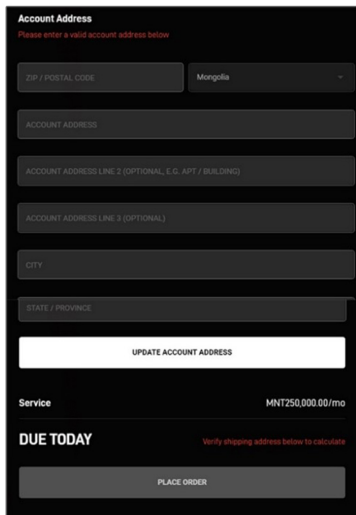 Account Address
Please enter a valid account address below
ZIP / POSTAL CODE
Mongolia
ACCOUNT ADDRESS
ACCOUNT ADDRESS LINE 2 (OPTIONAL, E.G. APT / BUILDING)
ACCOUNT ADDRESS LINE 3 (OPTIONAL)
CITY
STATE / PROVINCE
UPDATE ACCOUNT ADDRESS
Service MNT250,000.00/mo
DUE TODAY Verify shipping address below to calculate
PLACE ORDER